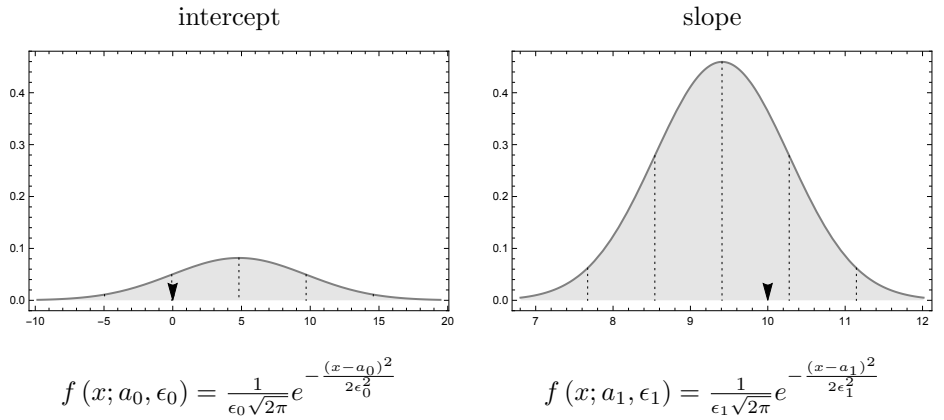 intercept
slope
0.4
0.3
0.2
0.1
0.0
−10 −5 0 5 10 15 20
0.4
0.3
0.2
0.1
0.0
7 8 9 10 11 12
f (x; a₀, ϵ₀) = 1/(ϵ₀√(2π)) e^(−(x−a₀)²/(2ϵ₀²))
f (x; a₁, ϵ₁) = 1/(ϵ₁√(2π)) e^(−(x−a₁)²/(2ϵ₁²))